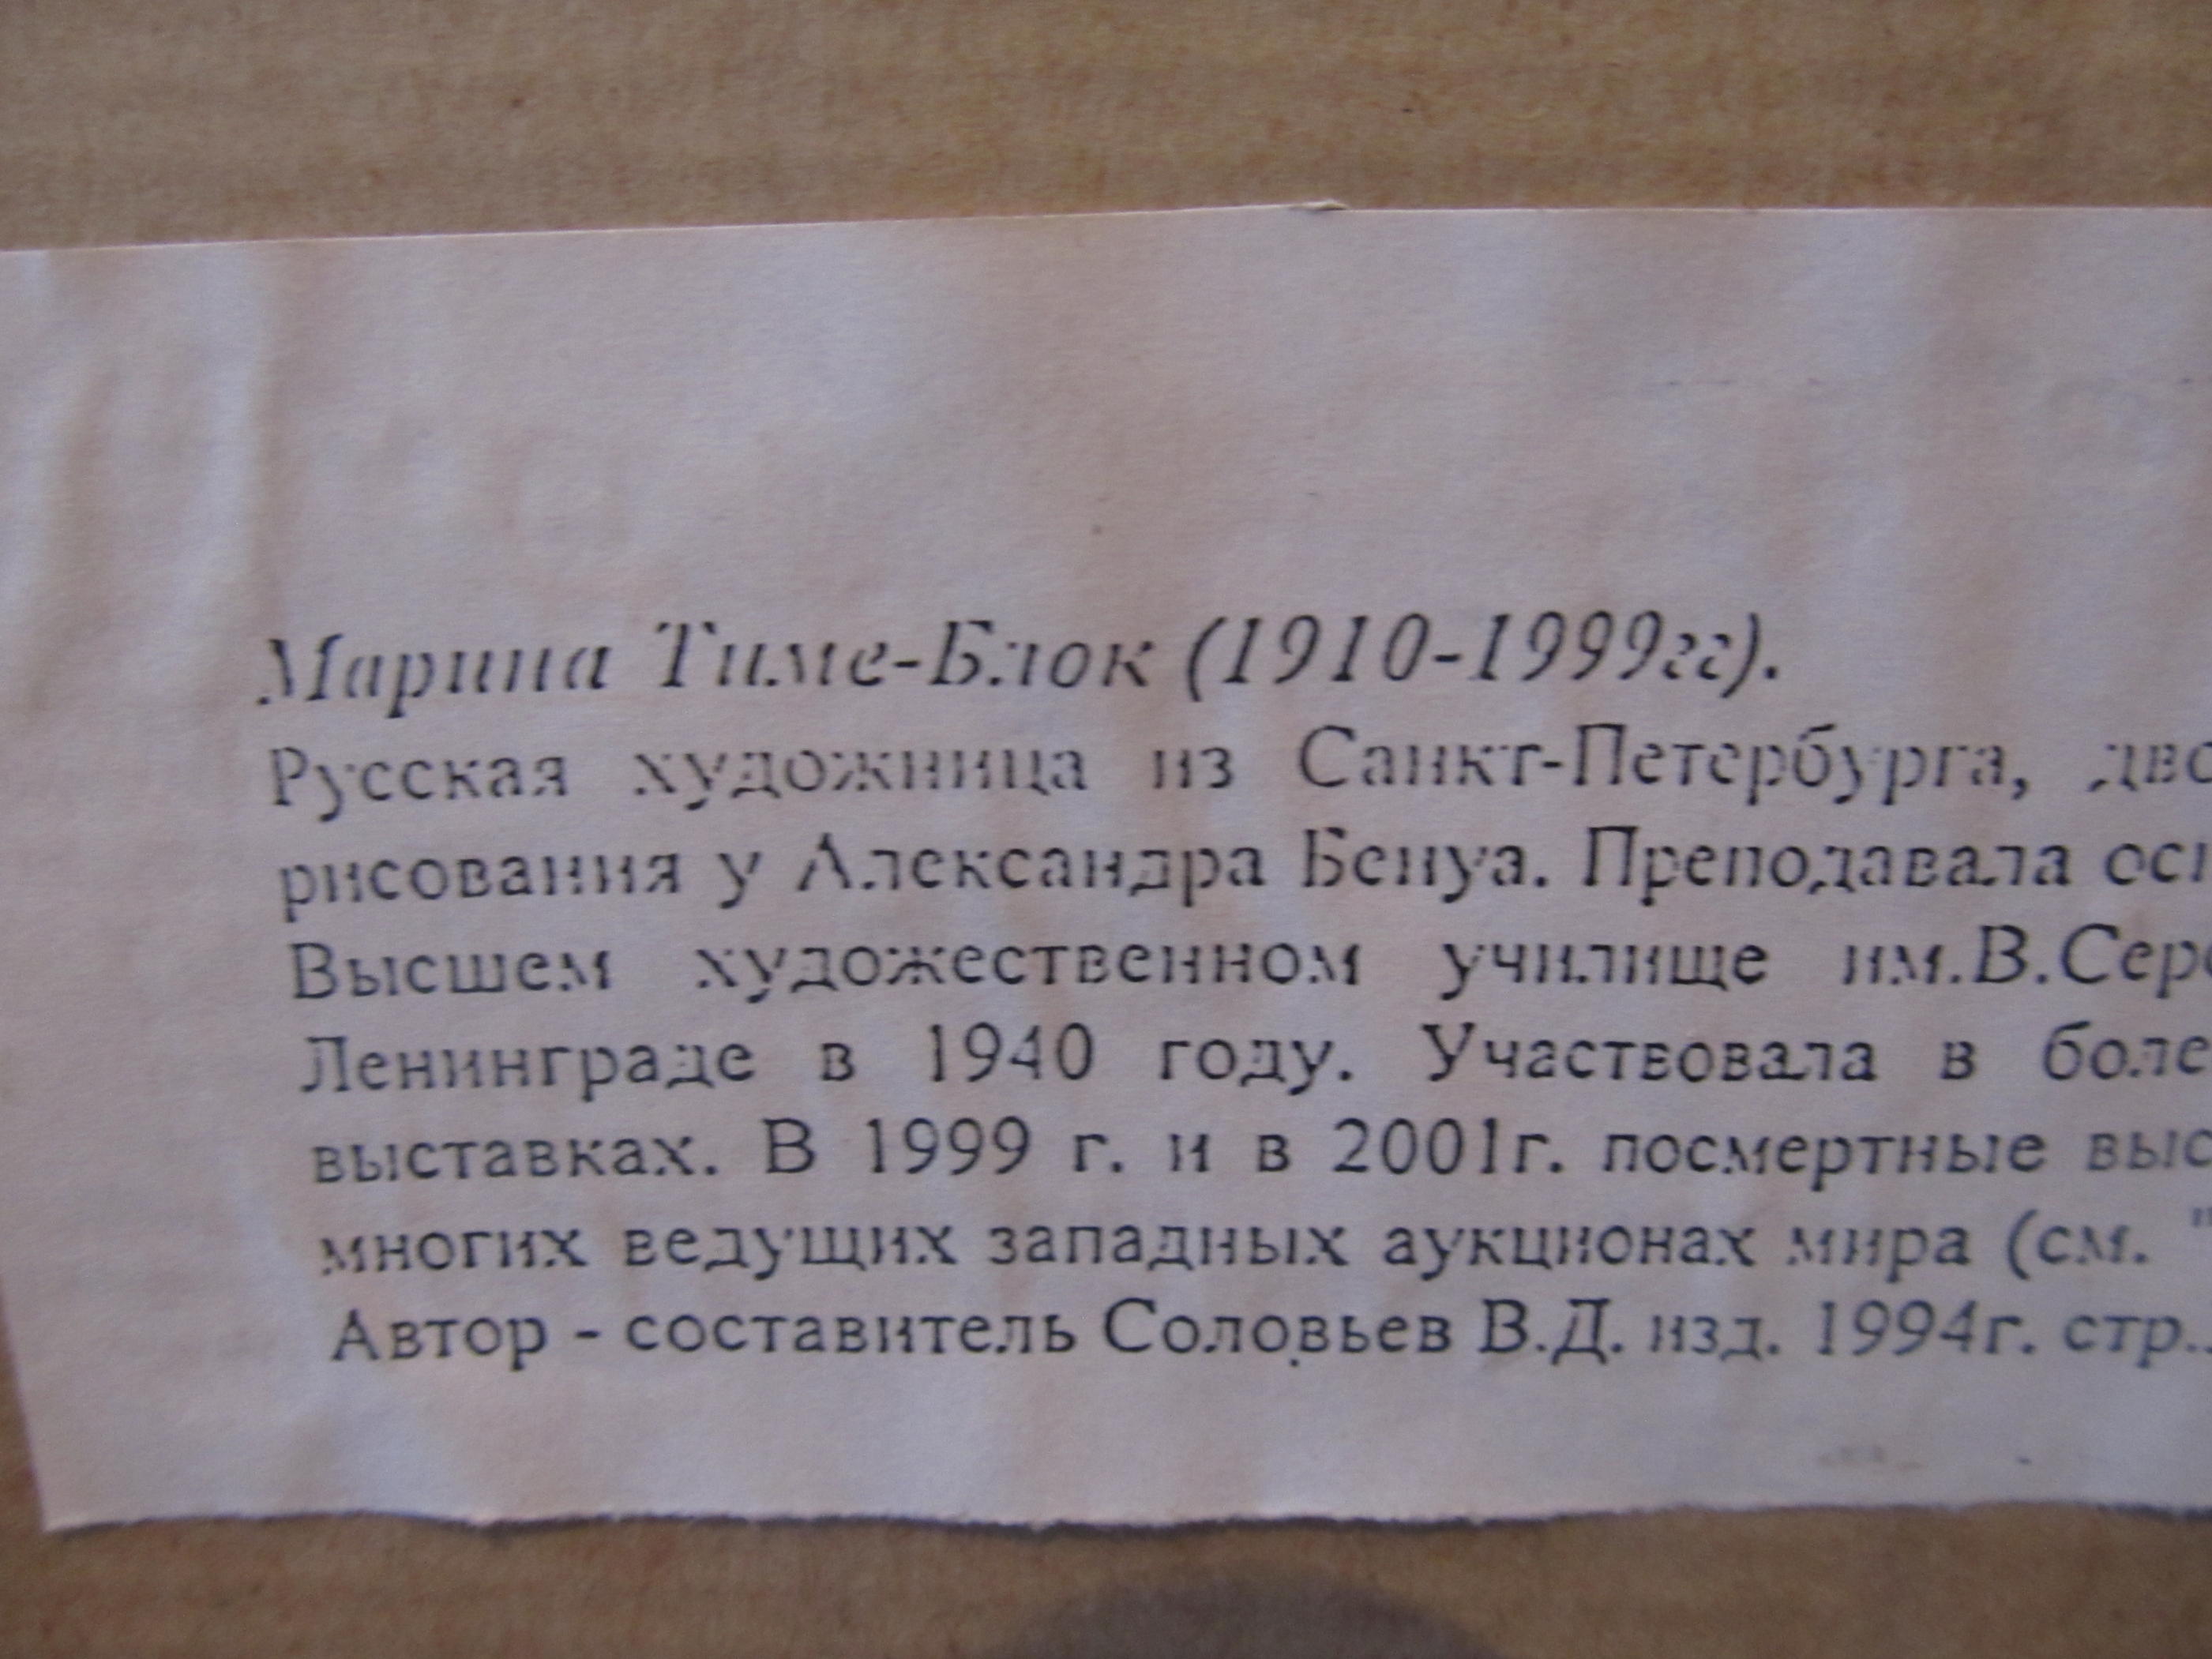 Марина Тиме-Блок (1910-1999гг).
Русская художница из Санкт-Петербурга,
рисования у Александра Бенуа. Преподавала
Высшем художественном училище им.В.
Ленинграде в 1940 году. Участвовала в
выставках. В 1999 г. и в 2001г. посмертные
многих ведущих западных аукционах мира (см. "
Автор - составитель Соловьев В.Д. изд. 1994г. стр.